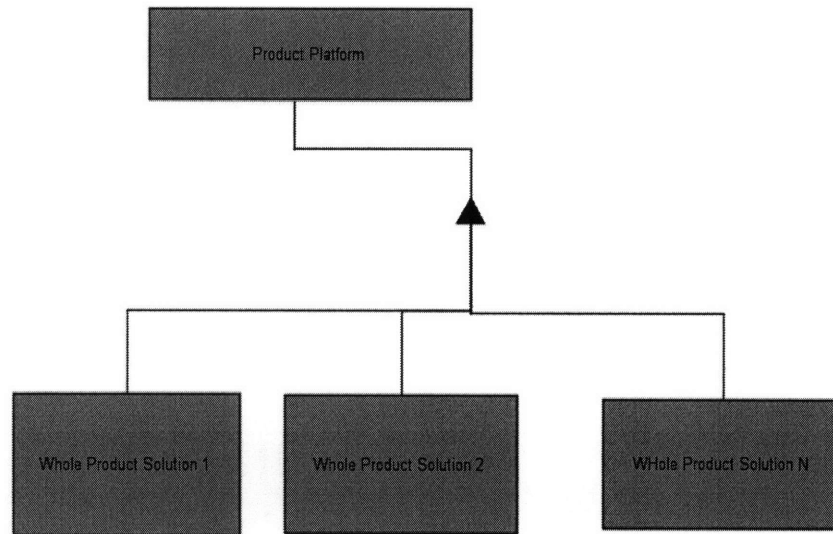 Product Platform
Whole Product Solution 1
Whole Product Solution 2
WHole Product Solution N